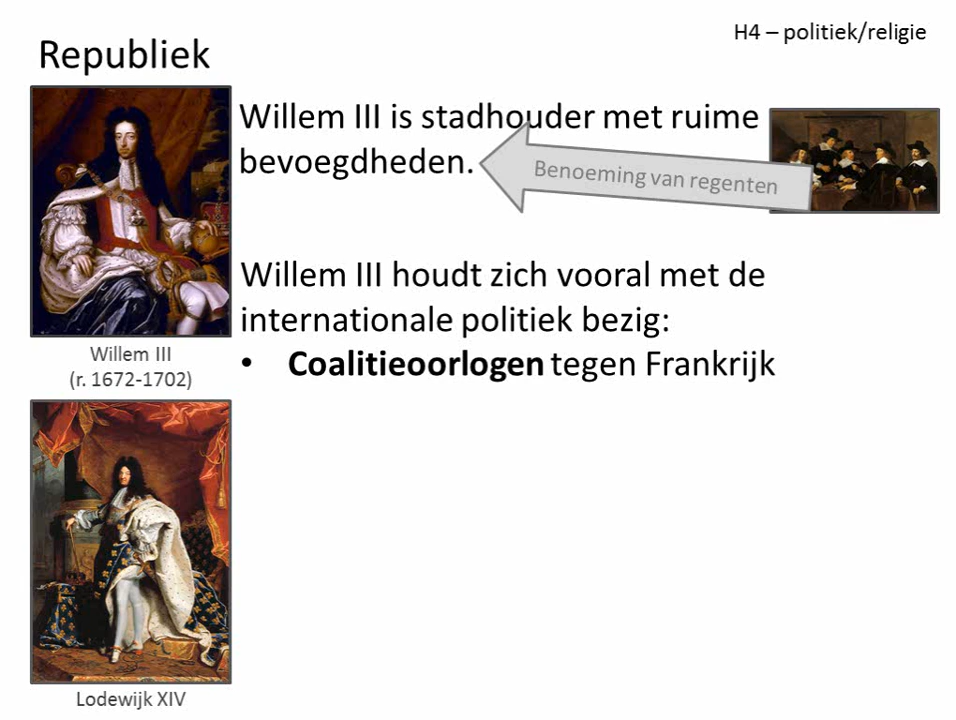 H4 – politiek/religie
Republiek
Willem III is stadhouder met ruime
bevoegdheden.
Benoeming van regenten
Willem III houdt zich vooral met de
internationale politiek bezig:
• Coalitieoorlogen tegen Frankrijk
Willem III
(r. 1672-1702)
Lodewijk XIV